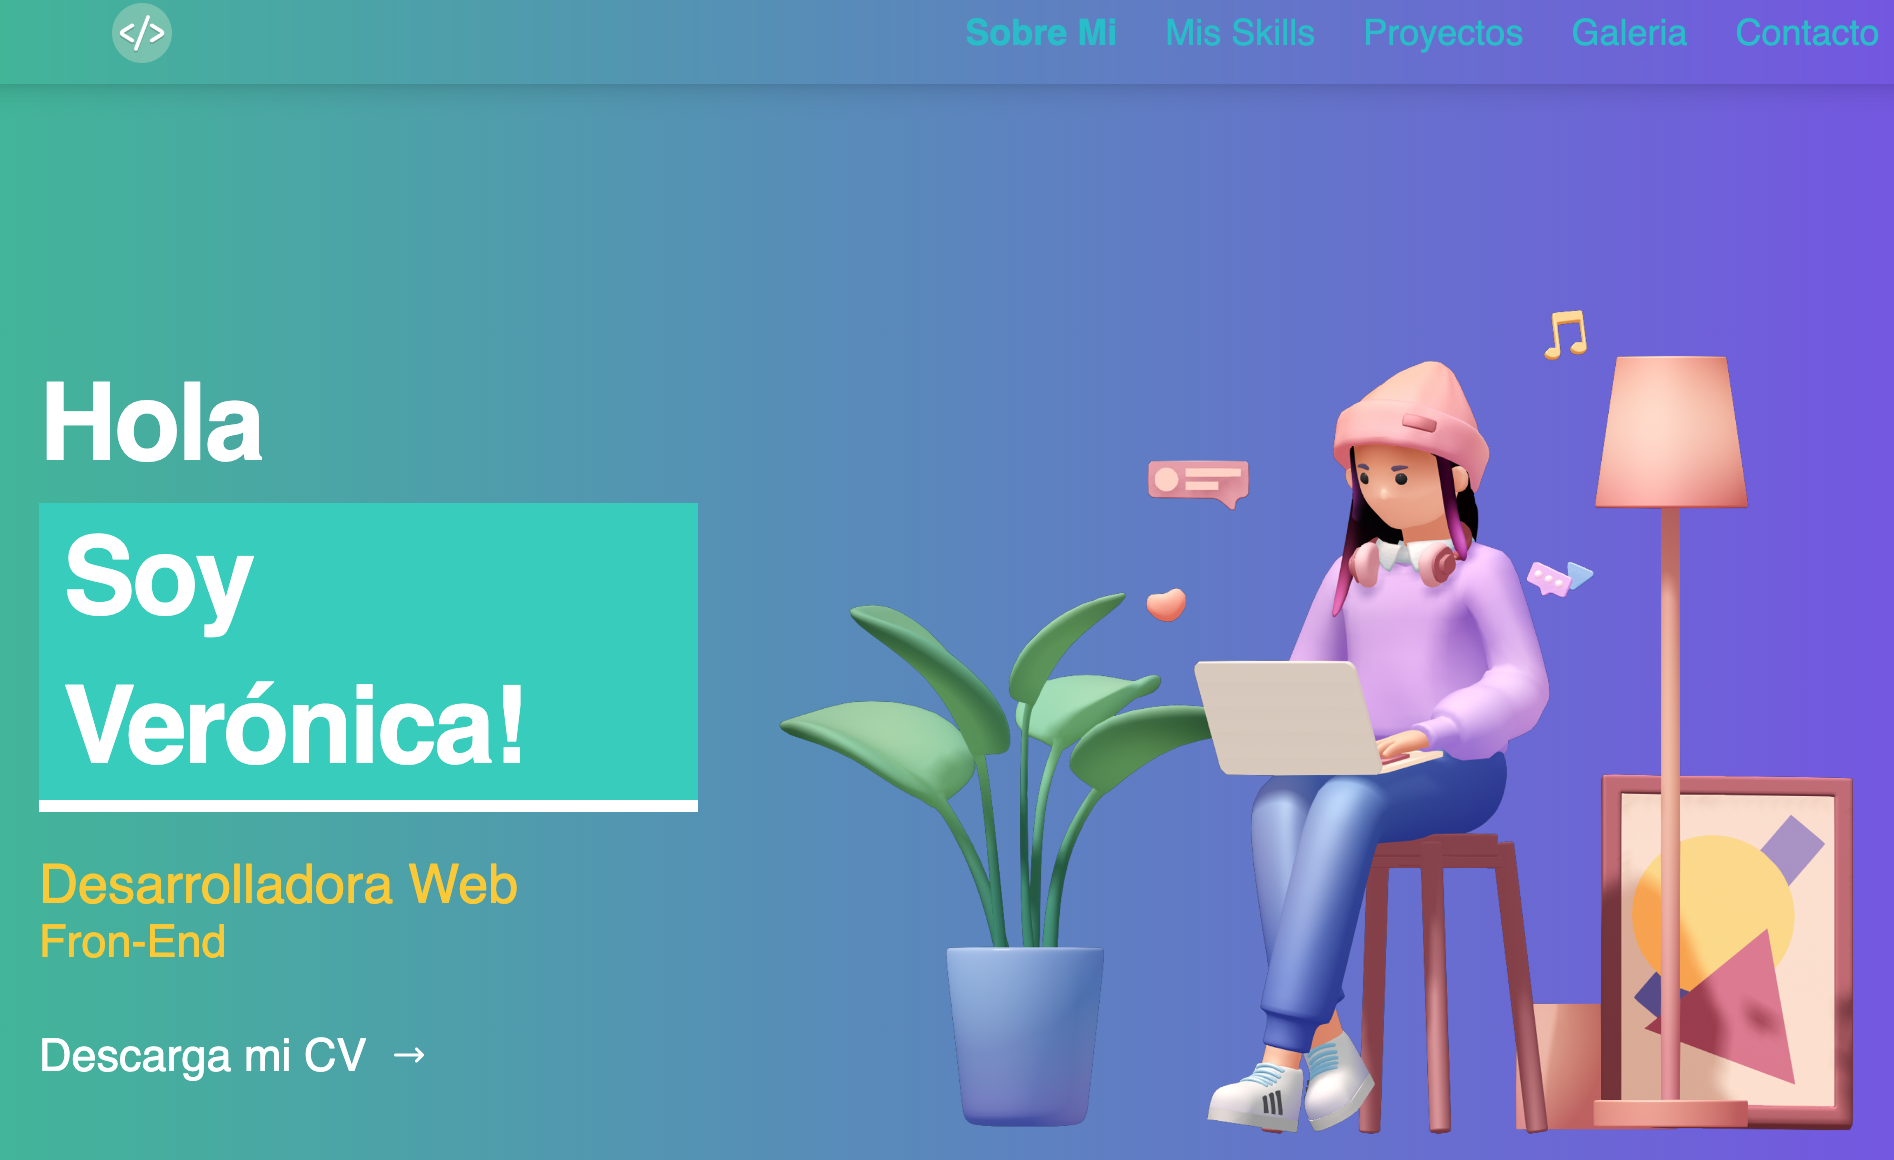 </>
Sobre Mi Mis Skills Proyectos Galeria Contacto
Hola
Soy
Verónica!
Desarrolladora Web
Fron-End
Descarga mi CV →